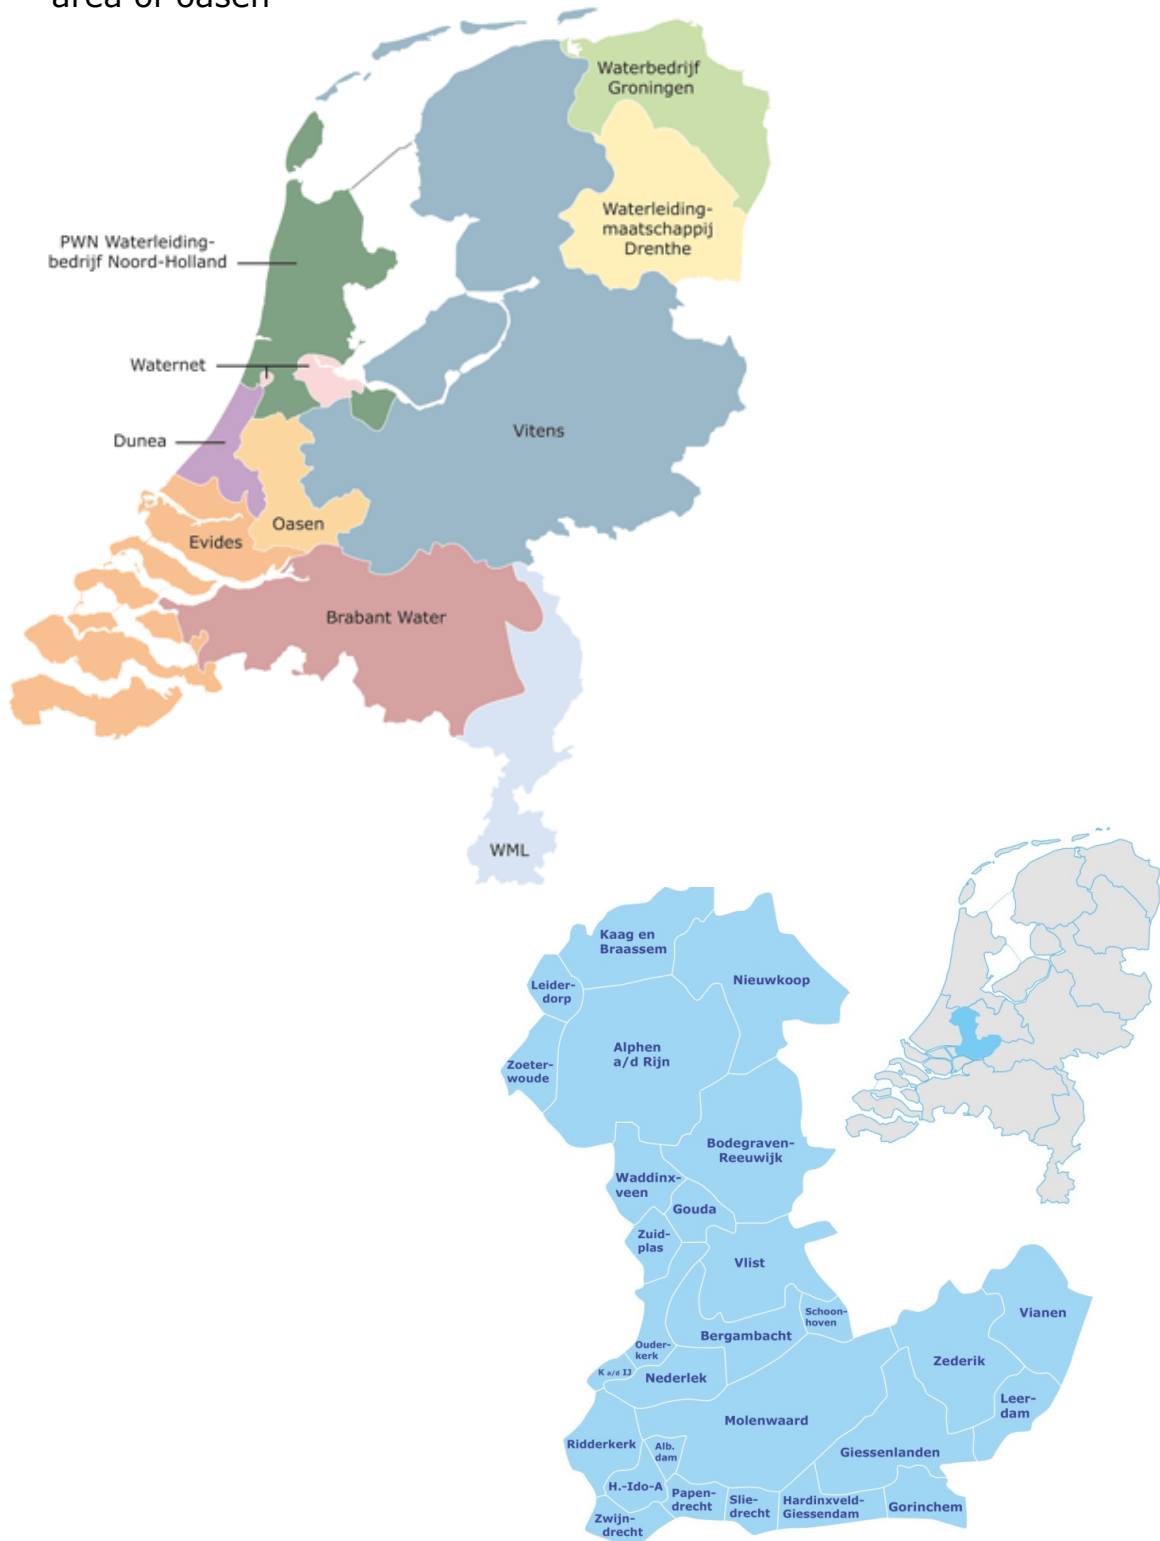 area of oasen
Waterbedrijf
Groningen
Waterleiding-
maatschappij
Drenthe
PWN Waterleiding-
bedrijf Noord-Holland
Waternet
Dunea
Vitens
Oasen
Evides
Brabant Water
WML
Kaag en
Braassem
Nieuwkoop
Leider-
dorp
Alphen
a/d Rijn
Zoeter-
woude
Bodegraven-
Reeuwijk
Waddinx-
veen
Gouda
Zuid-
plas
Vlist
Schoon-
hoven
Vianen
Bergambacht
Ouder-
kerk
Zederik
K a/d IJ
Nederlek
Leer-
dam
Molenwaard
Ridderkerk
Alb.
dam
Giessenlanden
H.-Ido-A
Papen-
drecht
Slie-
drecht
Hardinxveld-
Giessendam
Gorinchem
Zwijn-
drecht